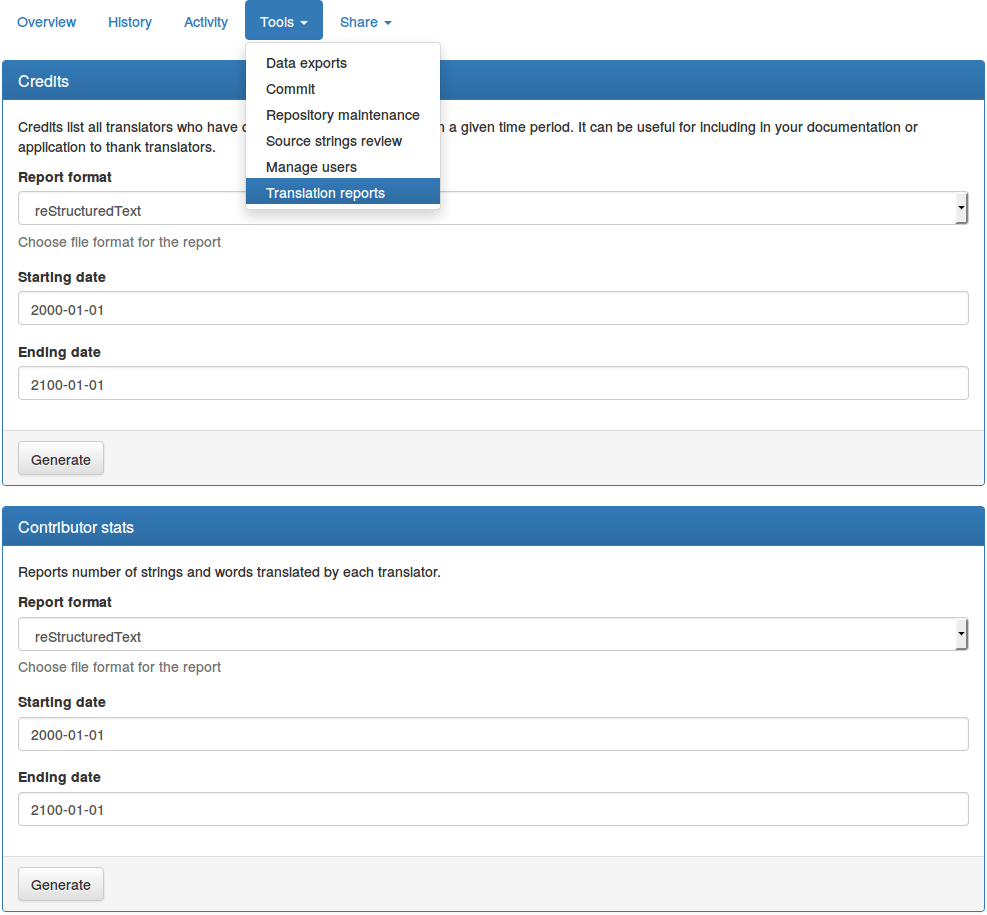 Overview History Activity Tools Share
Data exports
Commit
Repository maintenance
Source strings review
Manage users
Translation reports
Credits
Credits list all translators who have a given time period. It can be useful for including in your documentation or
application to thank translators.
Report format
reStructuredText
Choose file format for the report
Starting date
2000-01-01
Ending date
2100-01-01
Generate
Contributor stats
Reports number of strings and words translated by each translator.
Report format
reStructuredText
Choose file format for the report
Starting date
2000-01-01
Ending date
2100-01-01
Generate